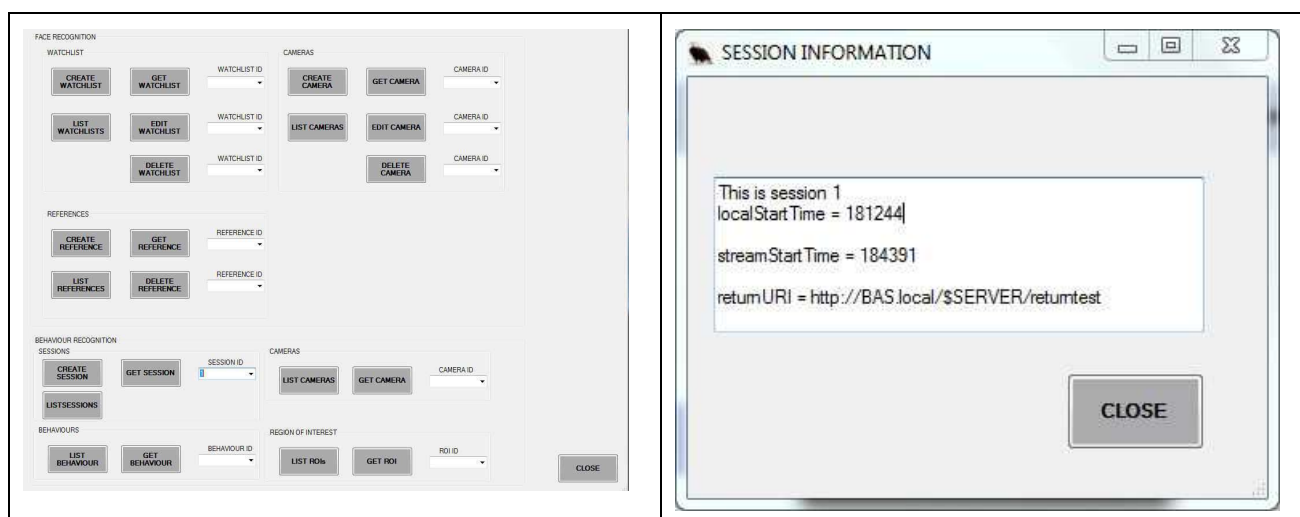 FACE RECOGNITION
WATCHLIST
CREATE
WATCHLIST
GET
WATCHLIST
WATCHLIST ID
LIST
WATCHLISTS
EDIT
WATCHLIST
WATCHLIST ID
DELETE
WATCHLIST
WATCHLIST ID
CAMERAS
CREATE
CAMERA
GET CAMERA
CAMERA ID
LIST CAMERAS
EDIT CAMERA
CAMERA ID
DELETE
CAMERA
CAMERA ID
REFERENCES
CREATE
REFERENCE
GET
REFERENCE
REFERENCE ID
LIST
REFERENCES
DELETE
REFERENCE
REFERENCE ID
BEHAVIOUR RECOGNITION
SESSIONS
CREATE
SESSION
GET SESSION
SESSION ID
1
LISTSESSIONS
CAMERAS
LIST CAMERAS
GET CAMERA
CAMERA ID
BEHAVIOURS
LIST
BEHAVIOUR
GET
BEHAVIOUR
BEHAVIOUR ID
REGION OF INTEREST
LIST ROIs
GET ROI
ROI ID
CLOSE
SESSION INFORMATION
This is session 1
localStartTime = 181244
streamStartTime = 184391
returnURI = http://BAS.local/$SERVER/returntest
CLOSE